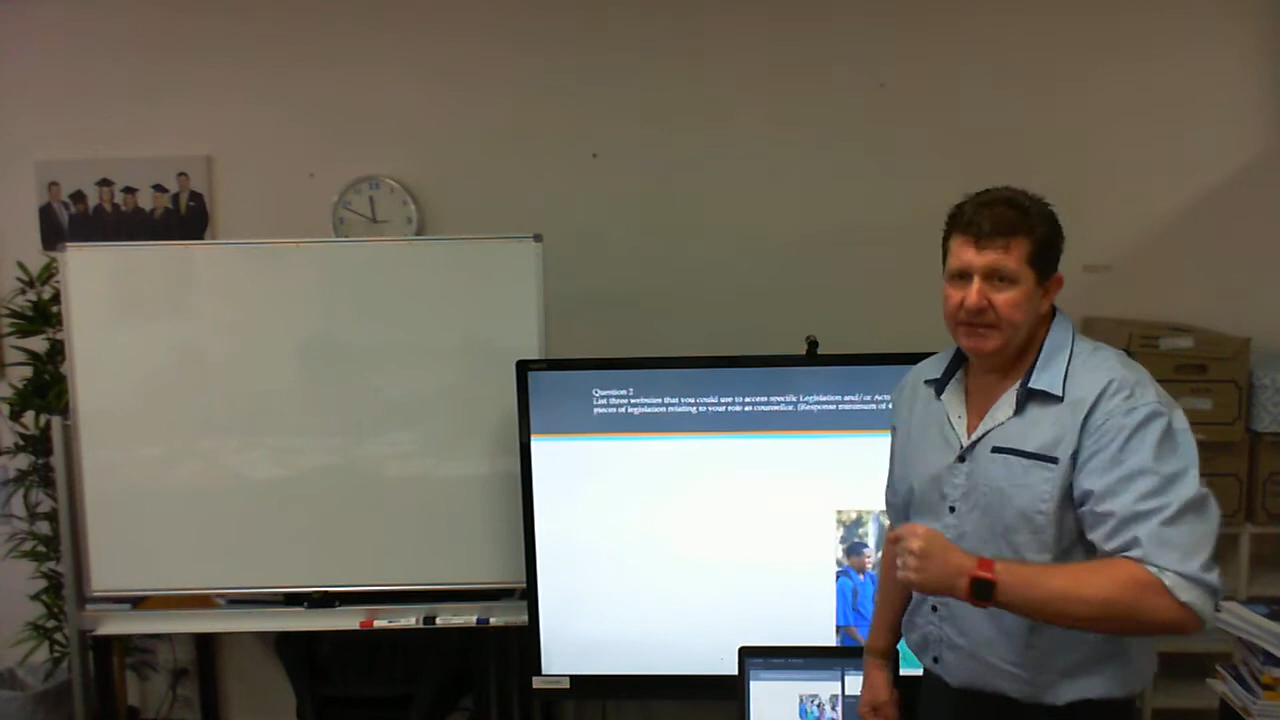 Question 2
List three websites that you could use to access specific Legislation and/or Acts
pieces of legislation relating to your role as counsellor. (Response minimum of